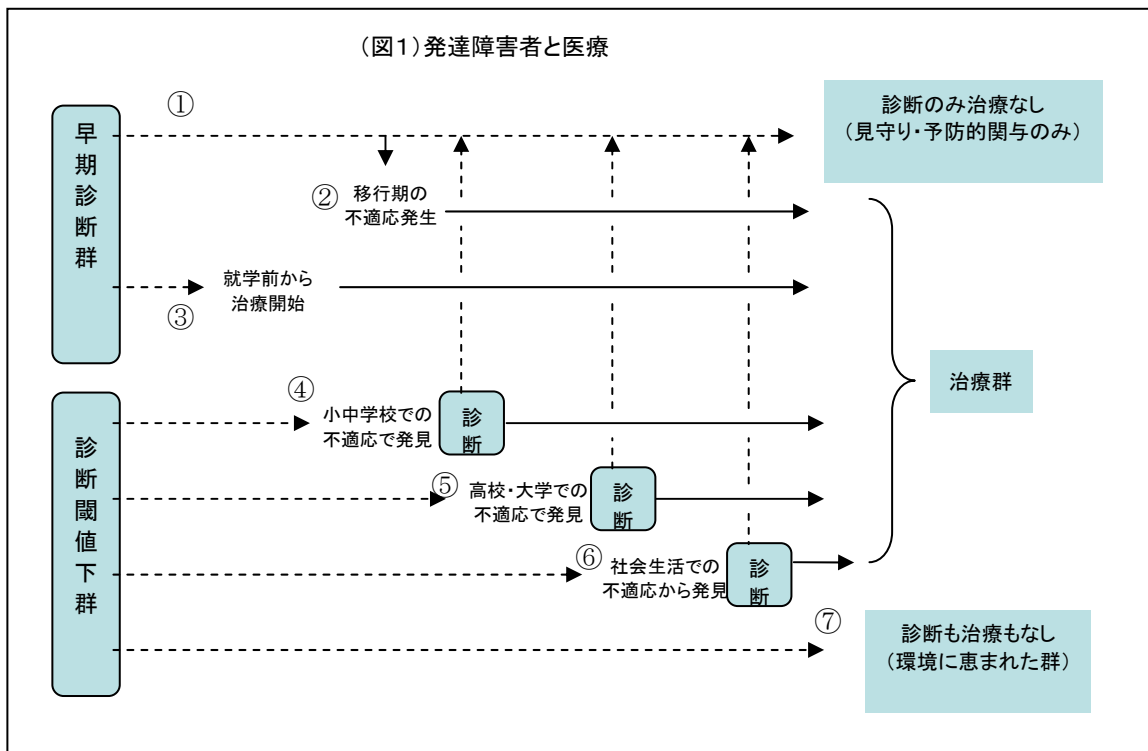 (図1)発達障害者と医療
早期診断群
①
診断のみ治療なし
(見守り・予防的関与のみ)
②
移行期の
不適応発生
③
就学前から
治療開始
治療群
診断閾値下群
④
小中学校での
不適応で発見
診断
⑤
高校・大学での
不適応で発見
診断
⑥
社会生活での
不適応から発見
診断
⑦
診断も治療もなし
(環境に恵まれた群)